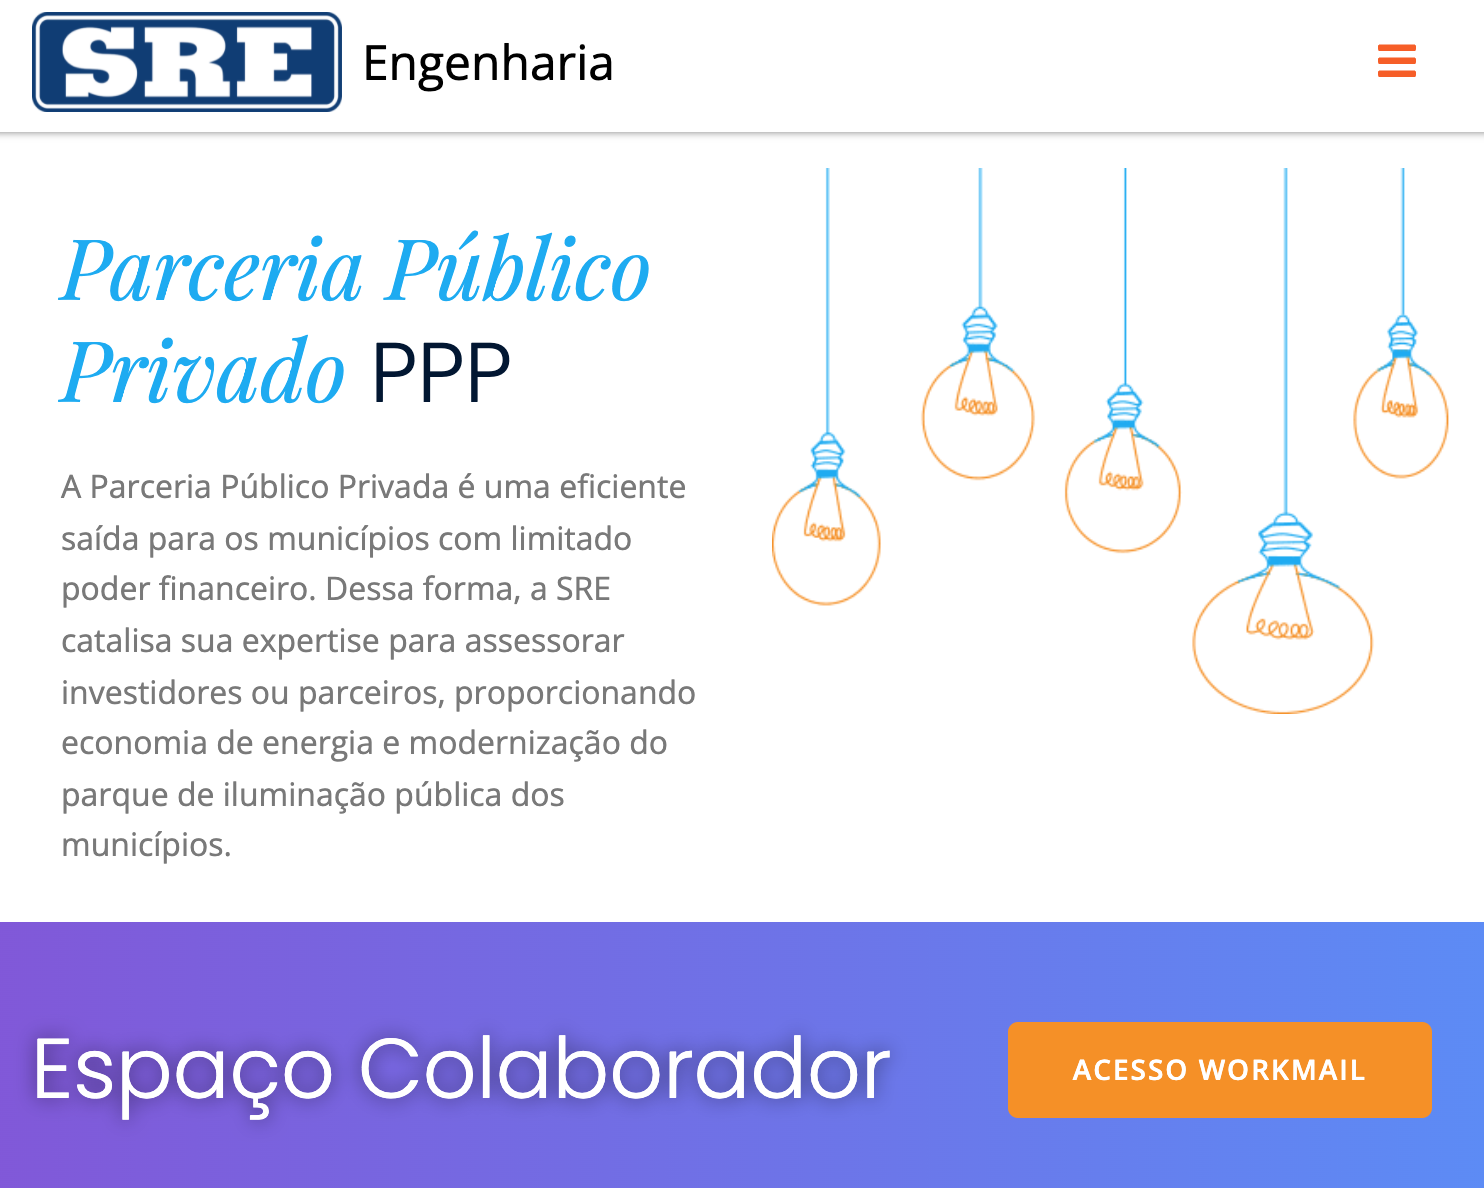 SRE Engenharia
Parceria Público
Privado PPP
A Parceria Público Privada é uma eficiente
saída para os municípios com limitado
poder financeiro. Dessa forma, a SRE
catalisa sua expertise para assessorar
investidores ou parceiros, proporcionando
economia de energia e modernização do
parque de iluminação pública dos
municípios.
Espaço Colaborador
ACESSO WORKMAIL